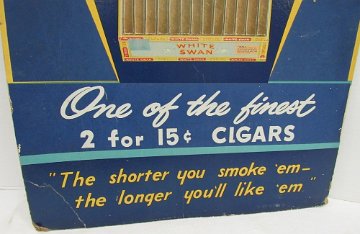 WHITE
SWAN
One of the finest
2 for 15¢ CIGARS
"The shorter you smoke 'em—
the longer you'll like 'em"